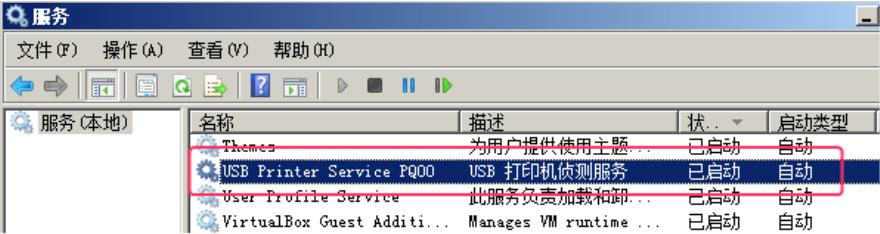 服务
文件(F) 操作(A) 查看(V) 帮助(H)
服务(本地)
名称 描述 状.. 启动类型
Themes 为用户提供使用主题... 已启动 自动
USB Printer Service PQOO USB 打印机侦测服务 已启动 自动
User Profile Service 此服务负责加载和卸... 已启动 自动
VirtualBox Guest Additi... Manages VM runtime ... 已启动 自动